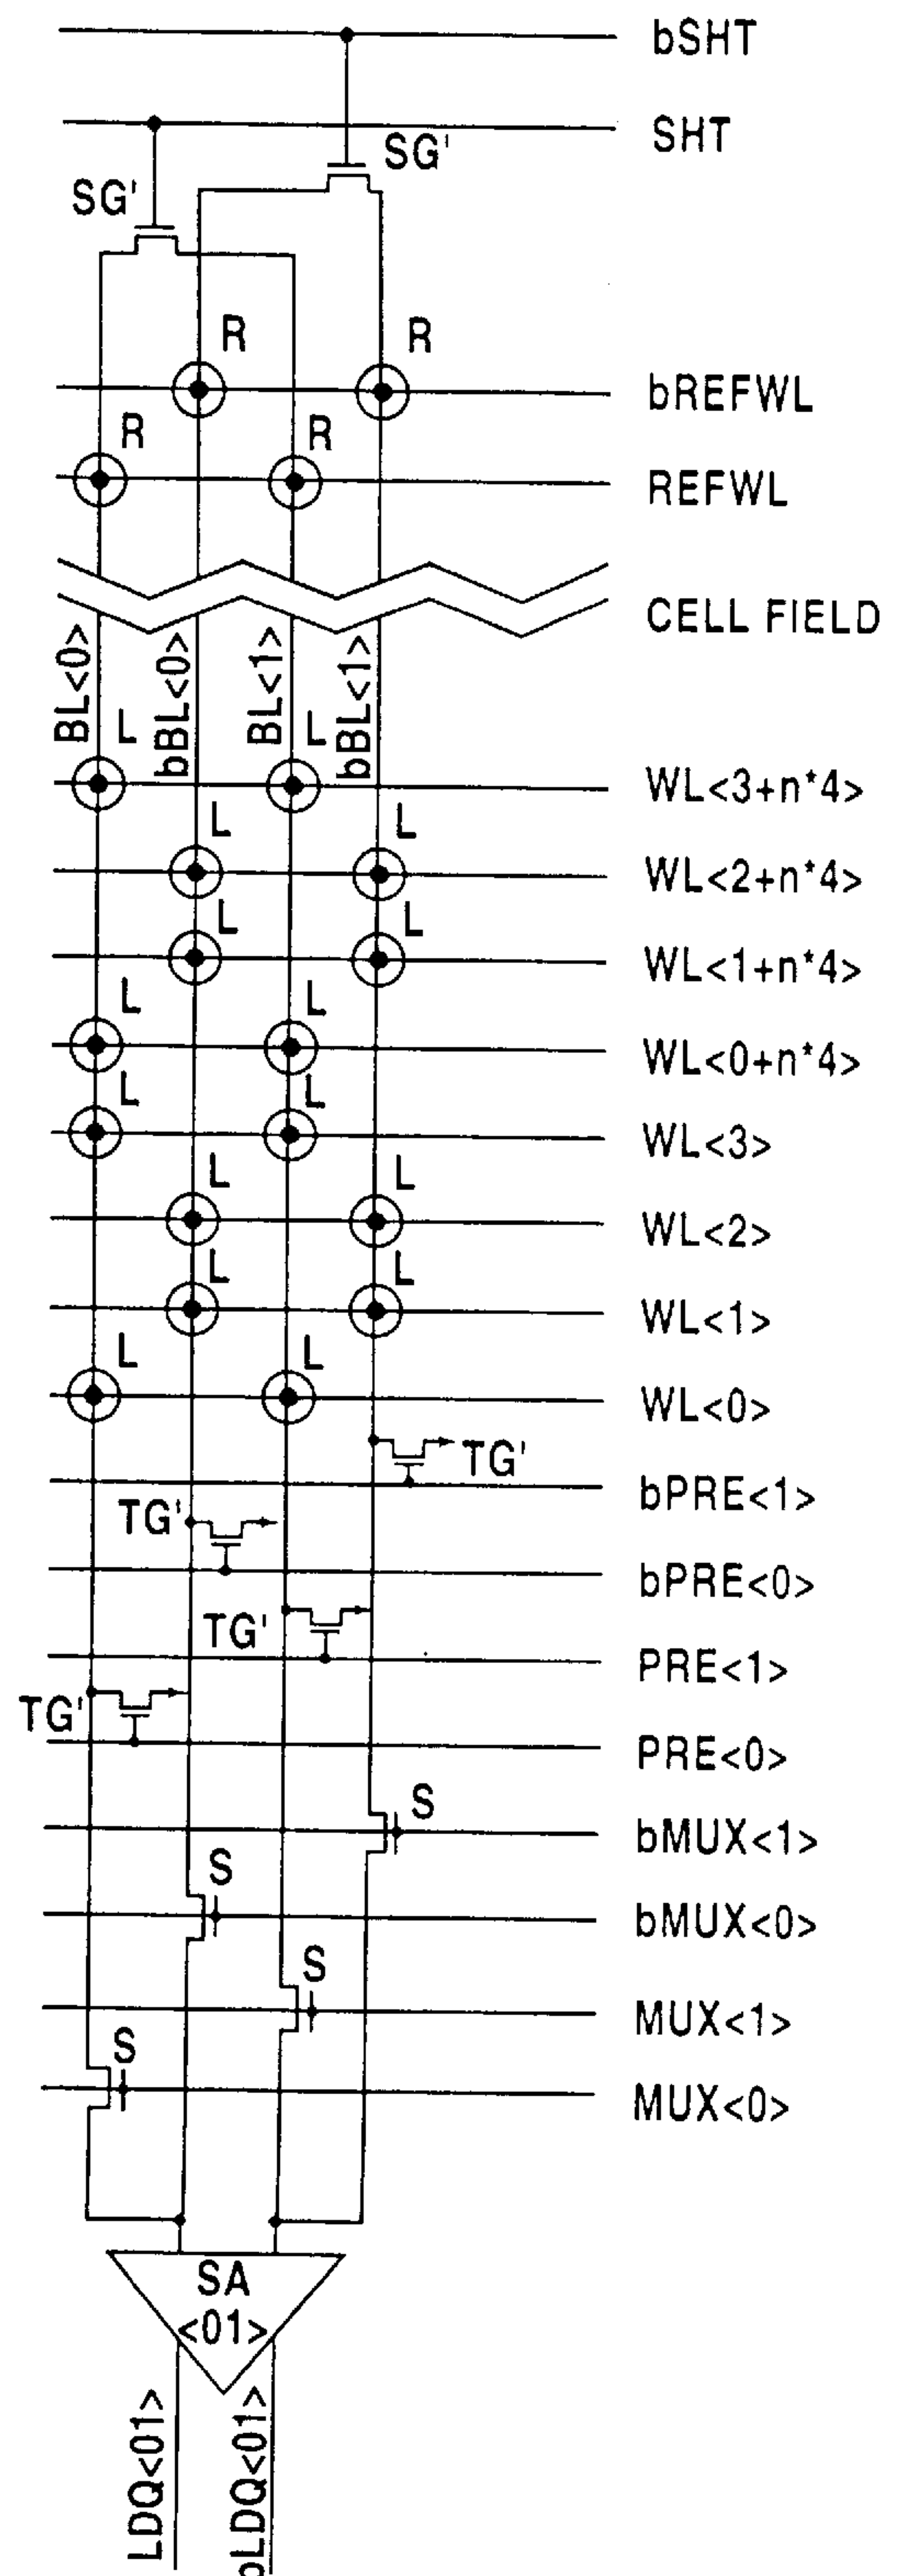 bSHT
SHT
SG'
SG'
R
R
bREFWL
R
R
REFWL
CELL FIELD
BL<0>
bBL<0>
BL<1>
bBL<1>
L
L
WL<3+n*4>
L
L
WL<2+n*4>
L
L
WL<1+n*4>
L
L
WL<0+n*4>
L
L
WL<3>
L
L
WL<2>
L
L
WL<1>
L
L
WL<0>
TG'
bPRE<1>
TG'
bPRE<0>
TG'
PRE<1>
TG'
PRE<0>
S
bMUX<1>
S
bMUX<0>
S
MUX<1>
S
MUX<0>
SA
<01>
LDQ<01>
bLDQ<01>